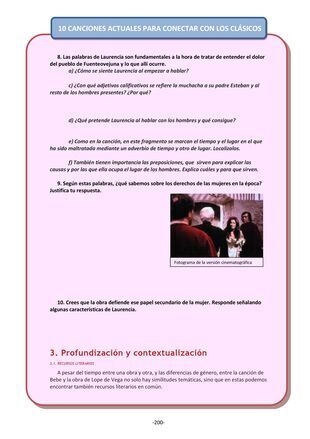 10 CANCIONES ACTUALES PARA CONECTAR CON LOS CLÁSICOS
8. Las palabras de Laurencia son fundamentales a la hora de tratar de entender el dolor
del pueblo de Fuenteovejuna y lo que allí ocurre.
a) ¿Cómo se siente Laurencia al empezar a hablar?
c) ¿Con qué adjetivos calificativos se refiere la muchacha a su padre Esteban y al
resto de los hombres presentes? ¿Por qué?
d) ¿Qué pretende Laurencia al hablar con los hombres y qué consigue?
e) Como en la canción, en este fragmento se marcan el tiempo y el lugar en el que
ha sido maltratada mediante un adverbio de tiempo y otro de lugar. Localízalos.
f) También tienen importancia las preposiciones, que sirven para explicar las
causas y por las que ella ocupa el lugar de los hombres. Explica cuáles y para que sirven.
9. Según estas palabras, ¿qué sabemos sobre los derechos de las mujeres en la época?
Justifica tu respuesta.
Fotograma de la versión cinematográfica
10. Crees que la obra defiende ese papel secundario de la mujer. Responde señalando
algunas características de Laurencia.
3. Profundización y contextualización
3.1. RECURSOS LITERARIOS
A pesar del tiempo entre una obra y otra, y las diferencias de género, entre la canción de
Bebe y la obra de Lope de Vega no solo hay similitudes temáticas, sino que en estas podemos
encontrar también recursos literarios en común.
-200-